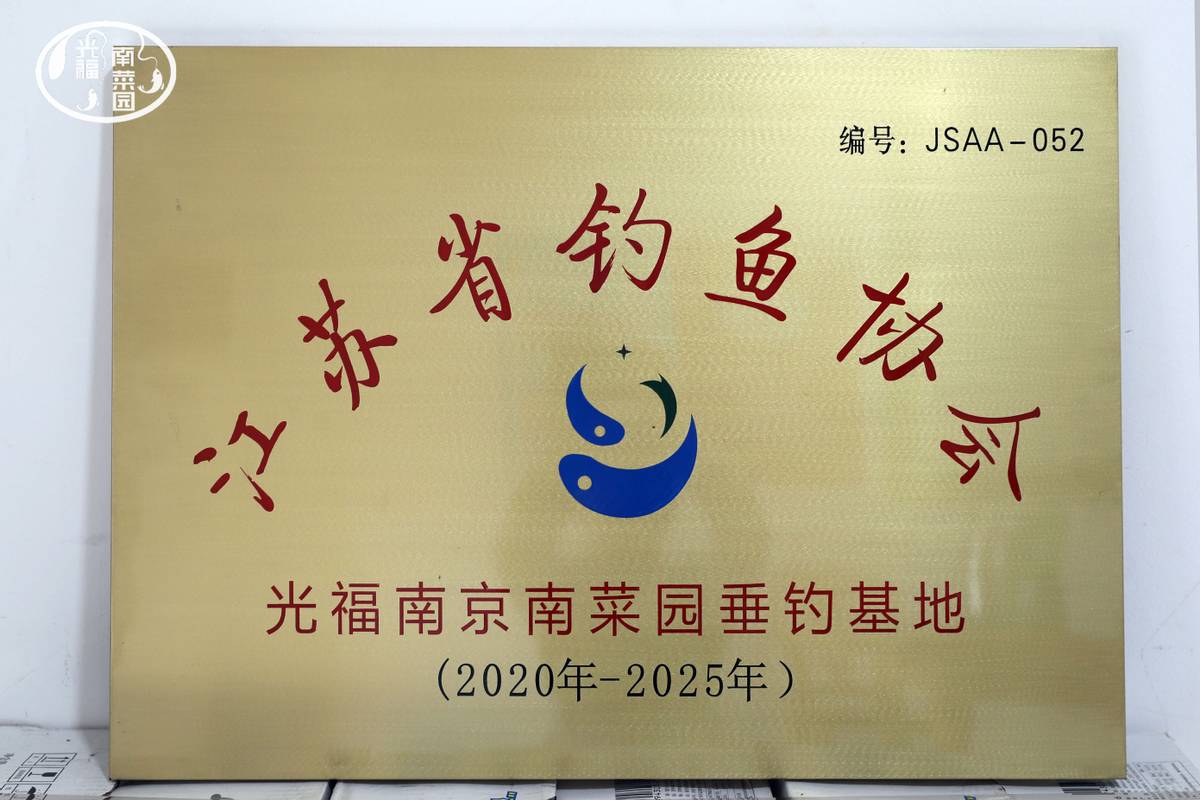 光福
南菜园
编号：JSAA-052
江苏省钓鱼协会
光福南京南菜园垂钓基地
(2020年-2025年)